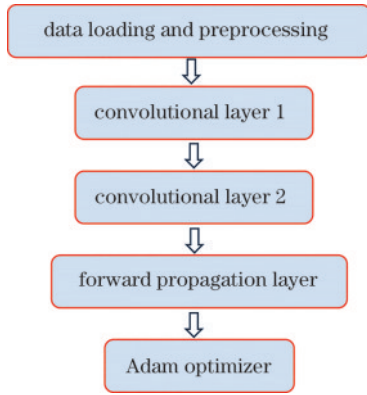 data loading and preprocessing
convolutional layer 1
convolutional layer 2
forward propagation layer
Adam optimizer